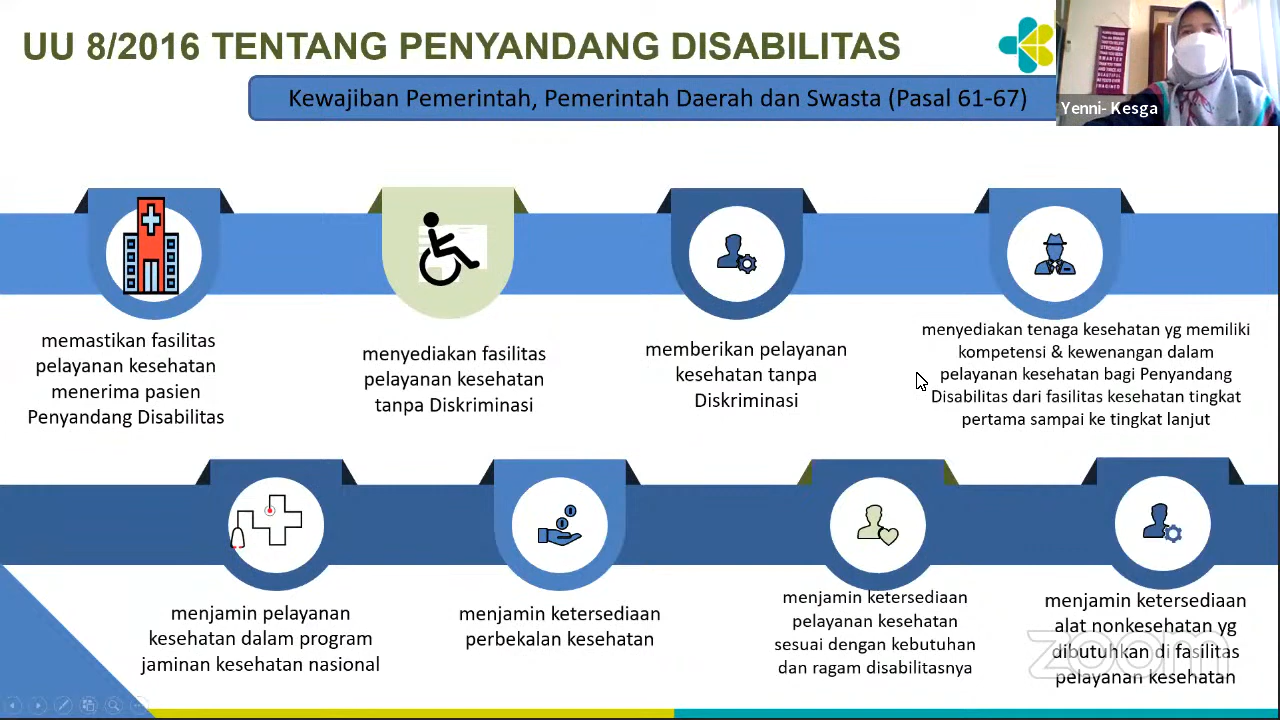 UU 8/2016 TENTANG PENYANDANG DISABILITAS
Kewajiban Pemerintah, Pemerintah Daerah dan Swasta (Pasal 61-67)
Yenni- Kesga
memastikan fasilitas
pelayanan kesehatan
menerima pasien
Penyandang Disabilitas
menyediakan fasilitas
pelayanan kesehatan
tanpa Diskriminasi
memberikan pelayanan
kesehatan tanpa
Diskriminasi
menyediakan tenaga kesehatan yg memiliki
kompetensi & kewenangan dalam
pelayanan kesehatan bagi Penyandang
Disabilitas dari fasilitas kesehatan tingkat
pertama sampai ke tingkat lanjut
menjamin pelayanan
kesehatan dalam program
jaminan kesehatan nasional
menjamin ketersediaan
perbekalan kesehatan
menjamin ketersediaan
pelayanan kesehatan
sesuai dengan kebutuhan
dan ragam disabilitasnya
menjamin ketersediaan
alat nonkesehatan yg
dibutuhkan di fasilitas
pelayanan kesehatan
zoom